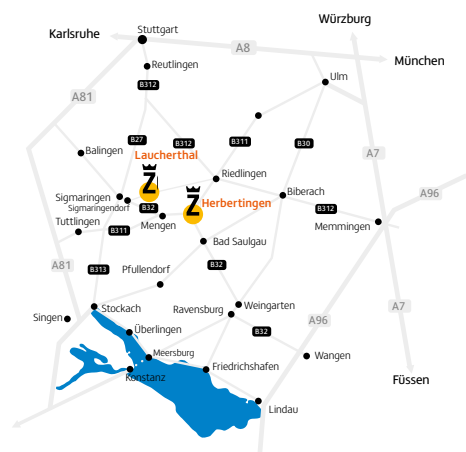 Würzburg
Stuttgart
Karlsruhe
A8
München
Reutlingen
Ulm
B312
A81
B27
B312
B311
B30
Balingen
Laucherthal
A7
Z
Riedlingen
A96
Sigmaringen
Sigmaringendorf
B32
Z
Herbertingen
Biberach
B312
Tuttlingen
B311
Mengen
Memmingen
Bad Saulgau
A81
B313
Pfullendorf
B32
Stockach
Ravensburg
Weingarten
A7
Singen
A96
Überlingen
B32
Meersburg
Wangen
Konstanz
Friedrichshafen
Füssen
Lindau